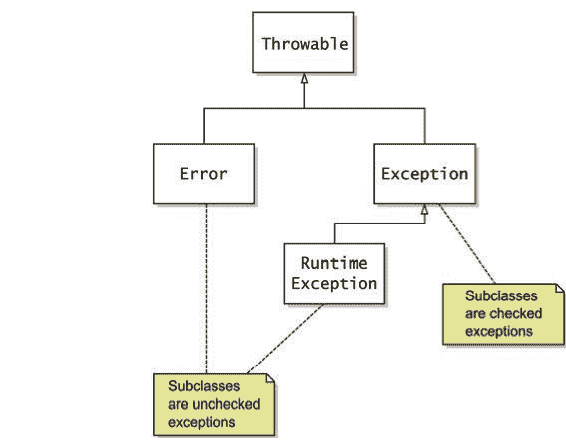 Throwable
Error
Exception
Runtime
Exception
Subclasses
are checked
exceptions
Subclasses
are unchecked
exceptions